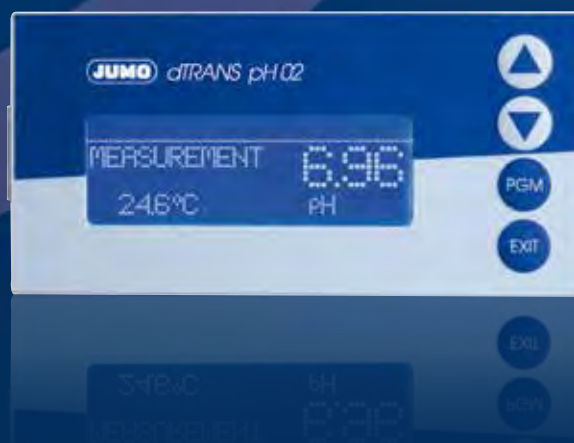 JUMO dTRANS pH 02
MEASUREMENT 6.96
24.6°C pH
PGM
EXIT